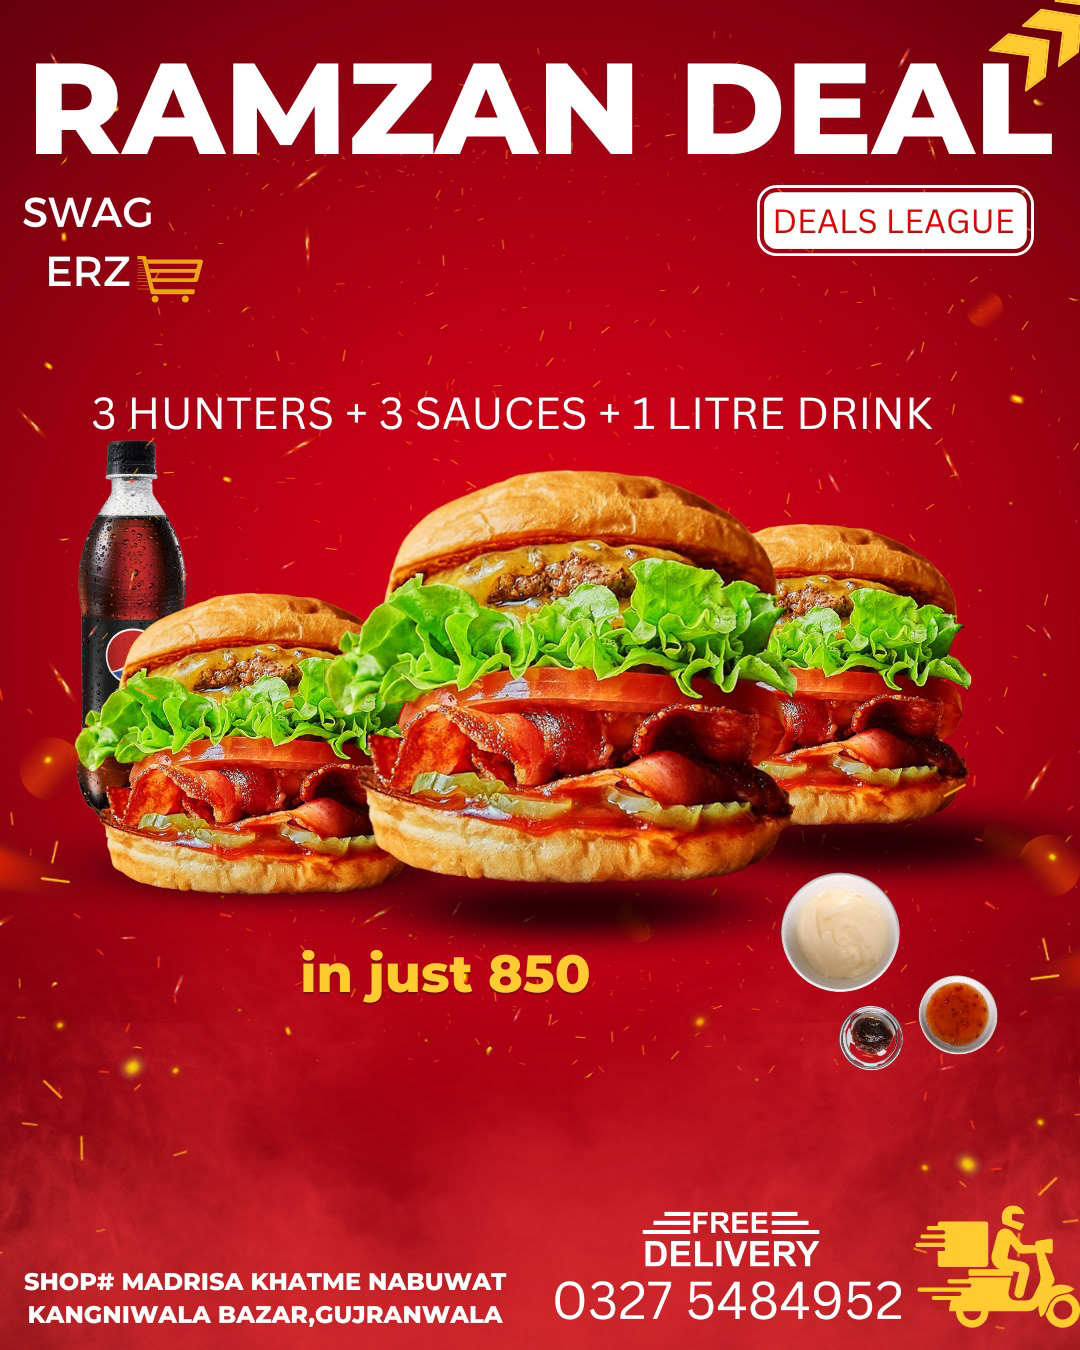 RAMZAN DEAL
SWAG
ERZ
DEALS LEAGUE
3 HUNTERS + 3 SAUCES + 1 LITRE DRINK
in just 850
FREE
DELIVERY
0327 5484952
SHOP# MADRISA KHATME NABUWAT
KANGNIWALA BAZAR,GUJRANWALA